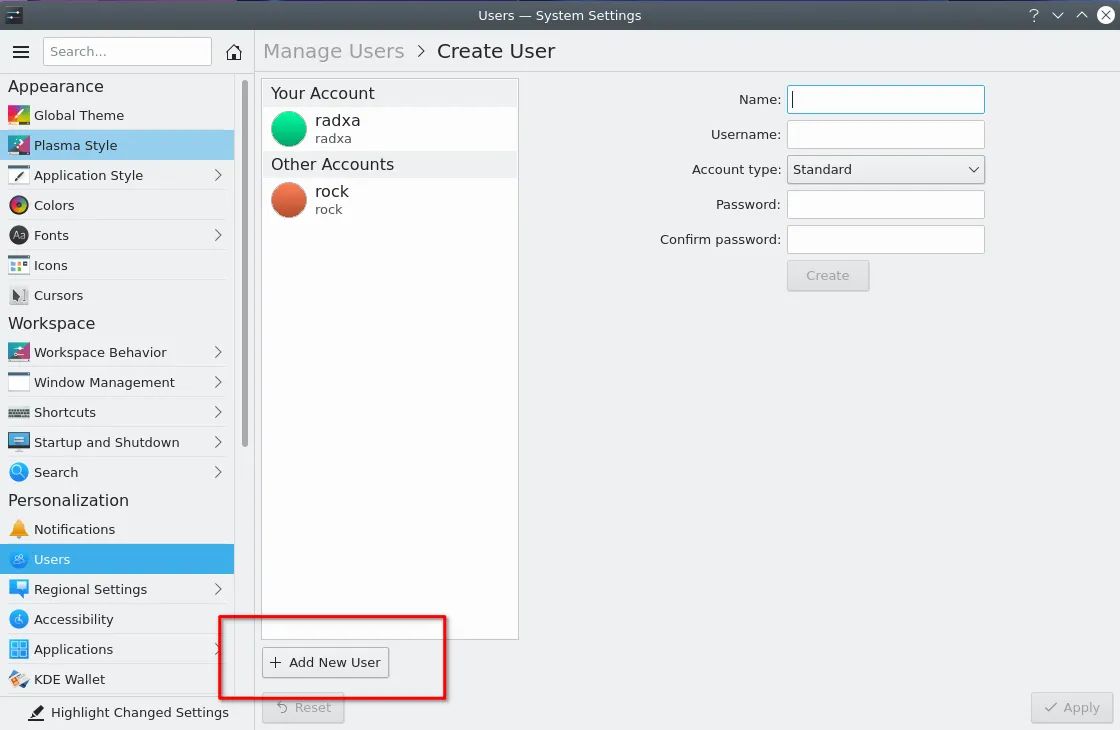 Users — System Settings
?
Search...
Manage Users > Create User
Appearance
Global Theme
Plasma Style
Application Style
Colors
Aa Fonts
Icons
Cursors
Workspace
Workspace Behavior
Window Management
Shortcuts
Startup and Shutdown
Search
Personalization
Notifications
Users
Regional Settings
Accessibility
Applications
KDE Wallet
Highlight Changed Settings
Your Account
radxa
radxa
Other Accounts
rock
rock
+ Add New User
Reset
Name:
Username:
Account type: Standard
Password:
Confirm password:
Create
Apply